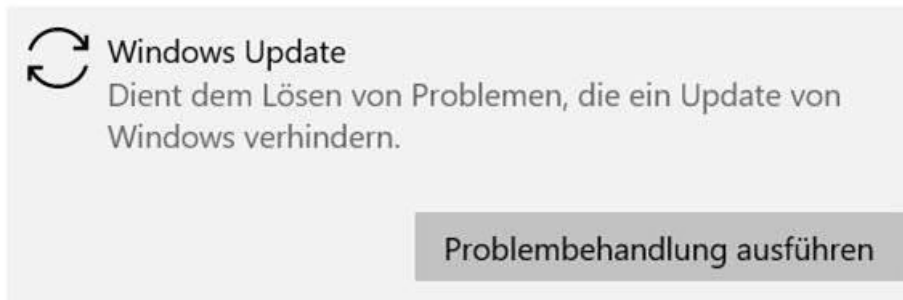 Windows Update
Dient dem Lösen von Problemen, die ein Update von
Windows verhindern.
Problembehandlung ausführen